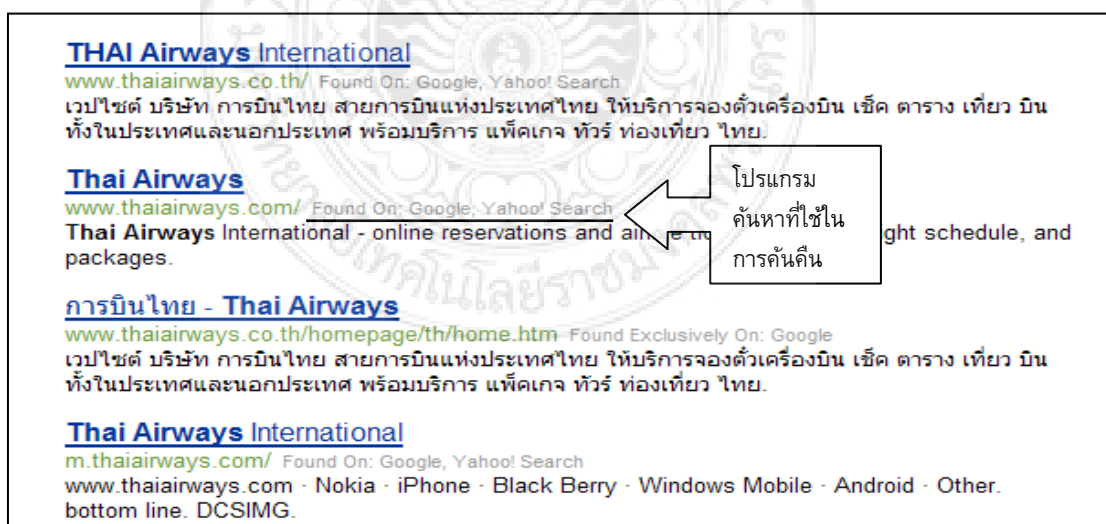 THAI Airways International
www.thaiairways.co.th/ Found On: Google, Yahoo! Search
เวปไซต์ บริษัท การบินไทย สายการบินแห่งประเทศไทย ให้บริการจองตั๋วเครื่องบิน เช็ค ตาราง เที่ยว บิน
ทั้งในประเทศและนอกประเทศ พร้อมบริการ แพ็คเกจ ทัวร์ ท่องเที่ยว ไทย.
Thai Airways
www.thaiairways.com/ Found On: Google, Yahoo! Search
Thai Airways International - online reservations and ght schedule, and
packages.
โปรแกรม
ค้นหาที่ใช้ใน
การค้นคืน
การบินไทย - Thai Airways
www.thaiairways.co.th/homepage/th/home.htm Found Exclusively On: Google
เวปไซต์ บริษัท การบินไทย สายการบินแห่งประเทศไทย ให้บริการจองตั๋วเครื่องบิน เช็ค ตาราง เที่ยว บิน
ทั้งในประเทศและนอกประเทศ พร้อมบริการ แพ็คเกจ ทัวร์ ท่องเที่ยว ไทย.
Thai Airways International
m.thaiairways.com/ Found On: Google, Yahoo! Search
www.thaiairways.com · Nokia · iPhone · Black Berry · Windows Mobile · Android · Other.
bottom line. DCSIMG.